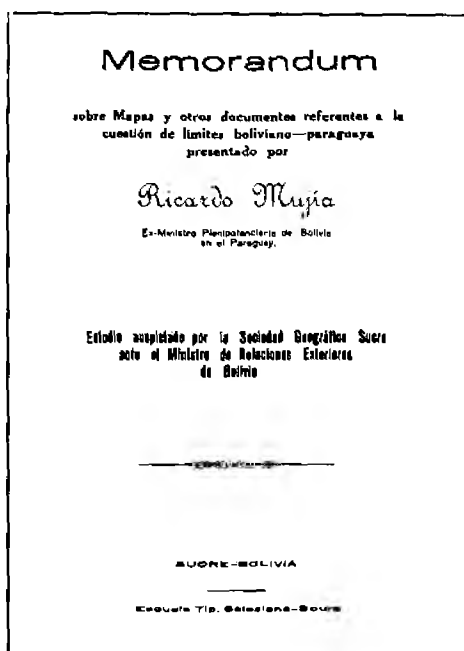 Memorandum
sobre Mapas y otros documentos referentes a la
cuestión de limites boliviano—paraguaya
presentado por
Ricardo Mujía
Ex-Ministro Plenipotenciario de Bolivia
en el Paraguay.
Estudio auspiciado por la Sociedad Geográfica Sucre
ante el Ministro de Relaciones Exteriores
de Bolivia
SUCRE-BOLIVIA
Escuela Tip. Salesiana-Sucre